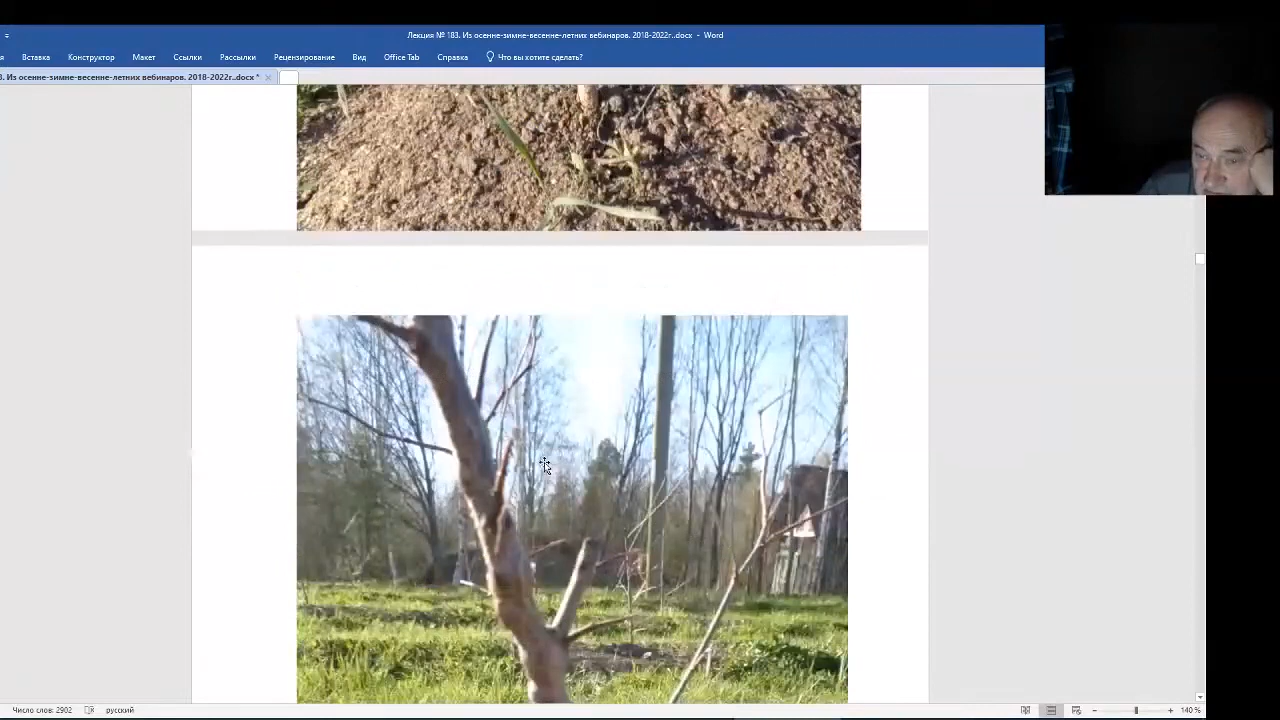 Лекция № 183. Из осенне-зимне-весенне-летних вебинаров. 2018-2022г..docx - Word
Вставка Конструктор Макет Ссылки Рассылки Рецензирование Вид Office Tab Справка Что вы хотите сделать?
3. Из осенне-зимне-весенне-летних вебинаров. 2018-2022г..docx *
Число слов: 2902 русский 140 %